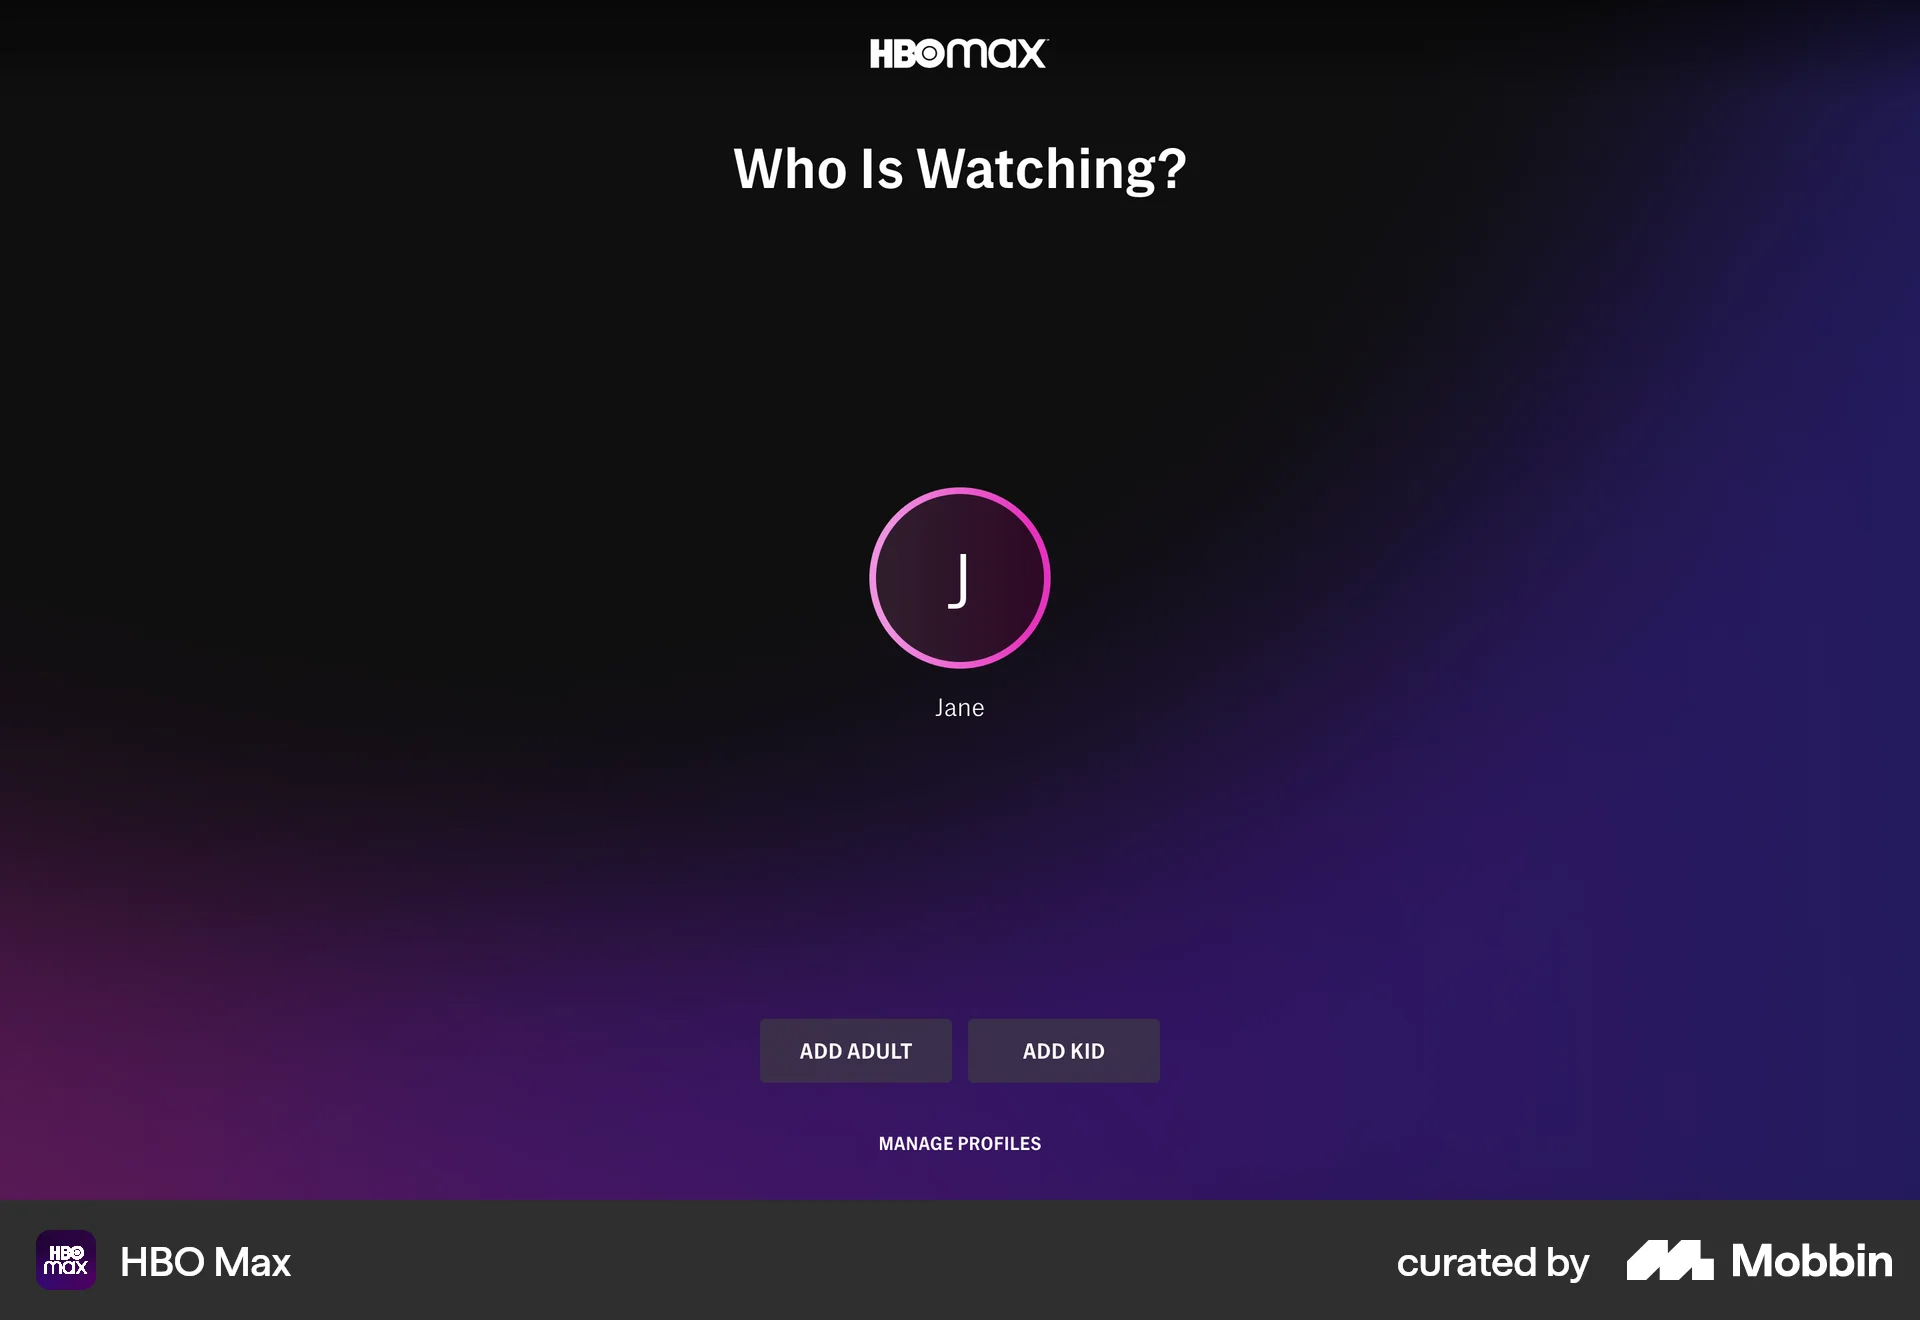 HBOmax
Who Is Watching?
J
Jane
ADD ADULT
ADD KID
MANAGE PROFILES
HBO
max
HBO Max
curated by
Mobbin